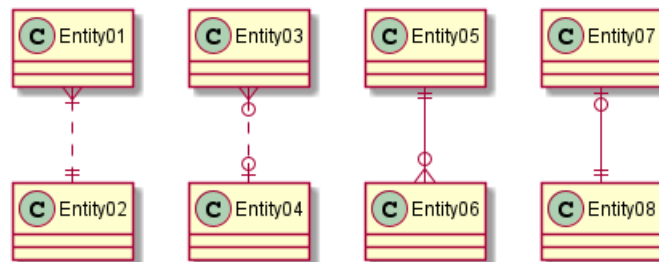 C Entity01
C Entity03
C Entity05
C Entity07
C Entity02
C Entity04
C Entity06
C Entity08